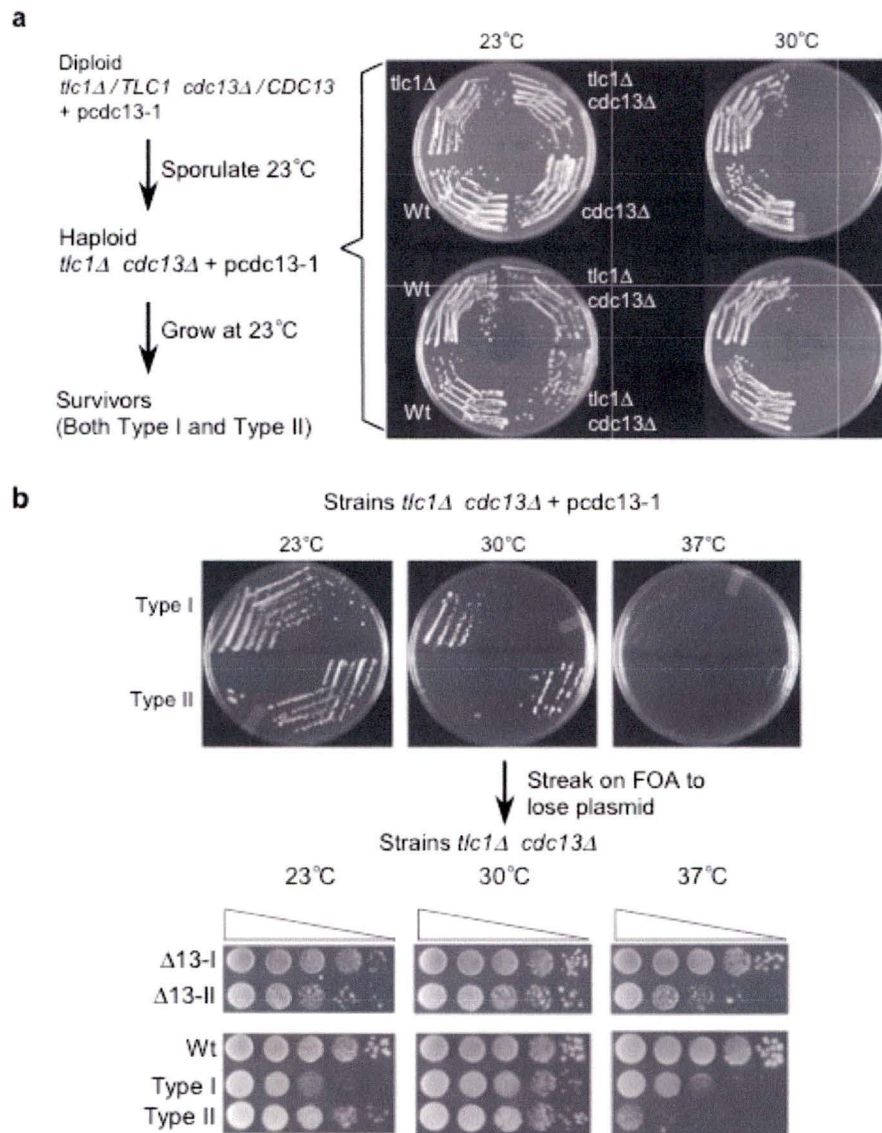 a
23°C
30°C
Diploid
tlc1Δ/TLC1 cdc13Δ/CDC13
+ pcdc13-1
Sporulate 23°C
Haploid
tlc1Δ cdc13Δ + pcdc13-1
Grow at 23°C
Survivors
(Both Type I and Type II)
tlc1Δ
tlc1Δ
cdc13Δ
Wt
cdc13Δ
Wt
tlc1Δ
cdc13Δ
Wt
tlc1Δ
cdc13Δ
b
Strains tlc1Δ cdc13Δ + pcdc13-1
23°C
30°C
37°C
Type I
Type II
Streak on FOA to
lose plasmid
Strains tlc1Δ cdc13Δ
23°C
30°C
37°C
Δ13-I
Δ13-II
Wt
Type I
Type II